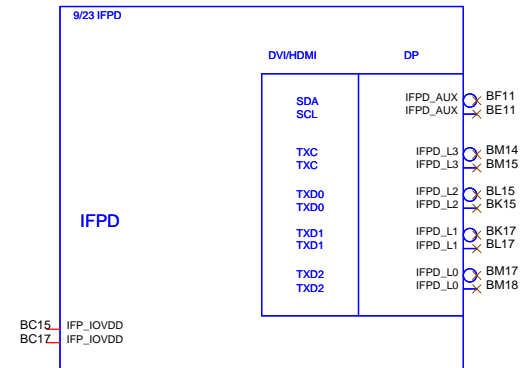 9/23 IFPD
DVI/HDMI DP
SDA IFPD_AUX BF11
SCL IFPD_AUX BE11
TXC IFPD_L3 BM14
TXC IFPD_L3 BM15
TXD0 IFPD_L2 BL15
TXD0 IFPD_L2 BK15
IFPD
TXD1 IFPD_L1 BK17
TXD1 IFPD_L1 BL17
TXD2 IFPD_L0 BM17
TXD2 IFPD_L0 BM18
BC15 IFP_IOVDD
BC17 IFP_IOVDD